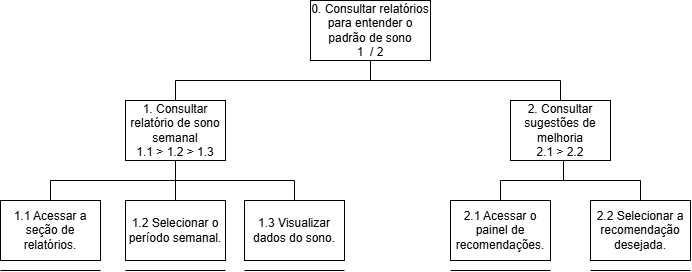 0. Consultar relatórios
para entender o
padrão de sono
1 / 2
1. Consultar
relatório de sono
semanal
1.1 > 1.2 > 1.3
2. Consultar
sugestões de
melhoria
2.1 > 2.2
1.1 Acessar a
seção de
relatórios.
1.2 Selecionar o
período semanal.
1.3 Visualizar
dados do sono.
2.1 Acessar o
painel de
recomendações.
2.2 Selecionar a
recomendação
desejada.